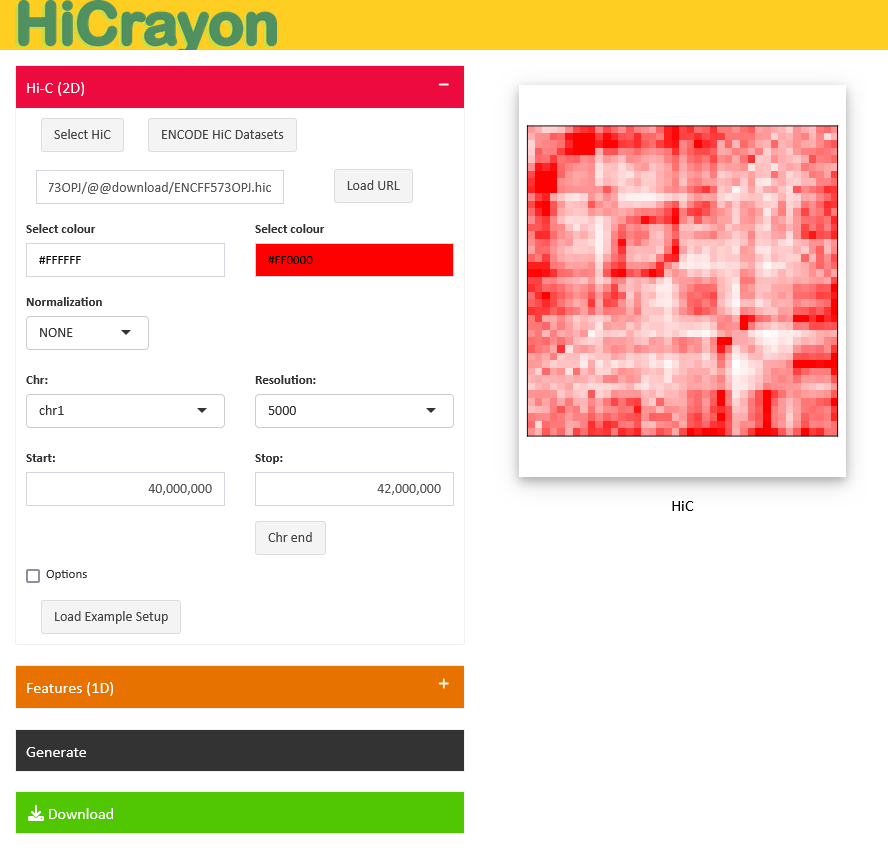 HiCrayon
Hi-C (2D)
Select HiC
ENCODE HiC Datasets
73OPJ/@@download/ENCFF573OPJ.hic
Load URL
Select colour
Select colour
#FFFFFF
#FF0000
Normalization
NONE
Chr:
Resolution:
chr1
5000
Start:
Stop:
40,000,000
42,000,000
Chr end
Options
Load Example Setup
Features (1D)
Generate
Download
HiC